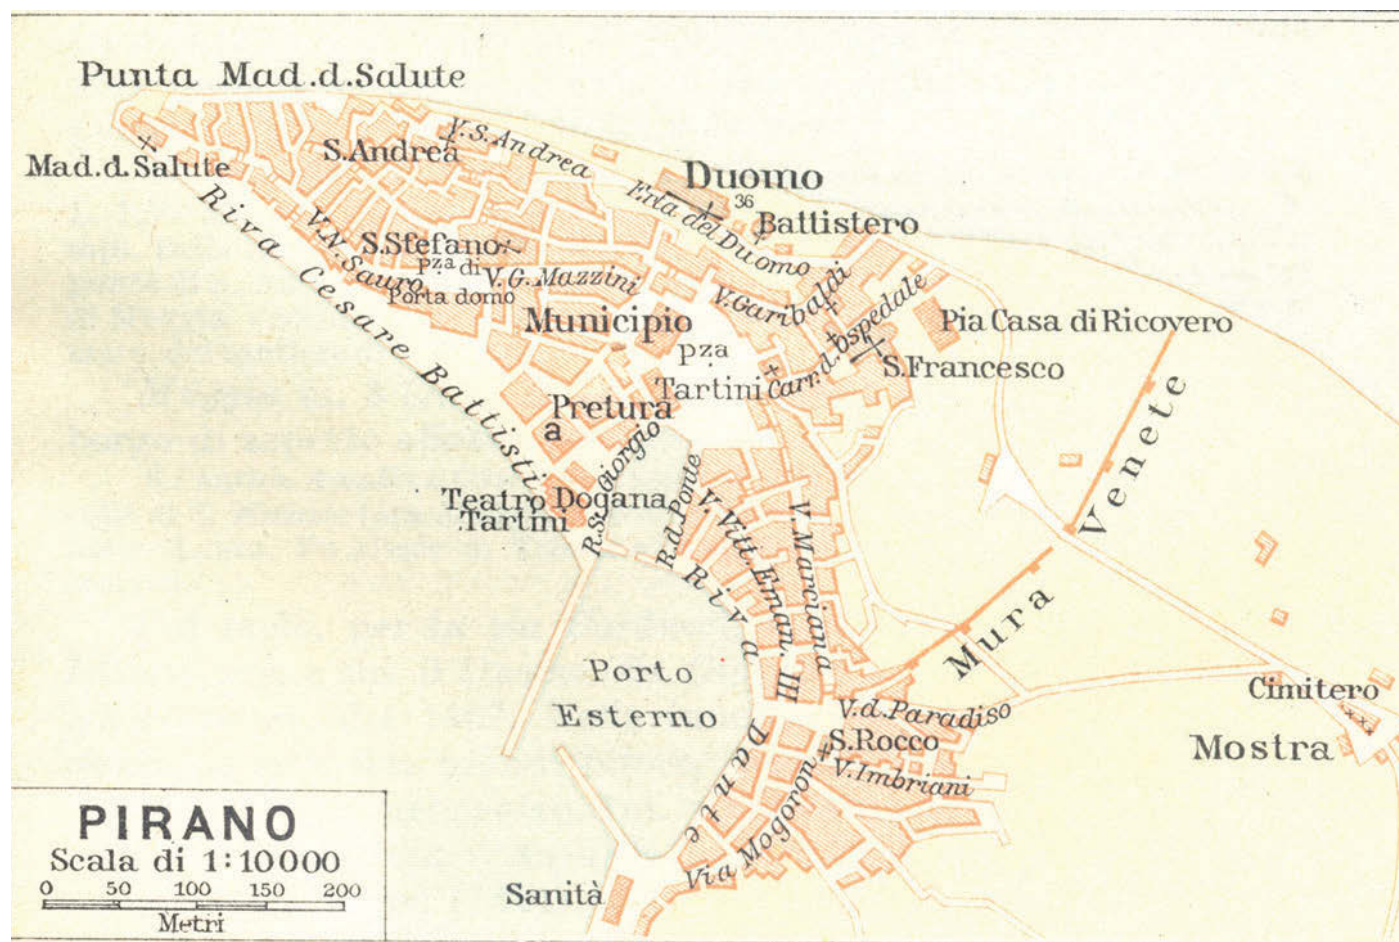 Punta Mad.d.Salute
V.S.Andrea
S.Andrea
Mad.d.Salute
Duomo
36
Battistero
Erta del Duomo
Riva Cesare Battisti
V.N.Sauro
S.Stefano
pza di
Porta domo
V.G.Mazzini
V.Garibaldi
Carr.d.Ospedale
Pia Casa di Ricovero
Municipio
pza
Tartini
S.Francesco
Pretura
a
R.S.Giorgio
Teatro
Tartini
Dogana
R.d.Ponte
V.Vitt.Eman.III
V.Marciana
Mura Venete
Riva Dante
Porto
Esterno
V.d.Paradiso
S.Rocco
V.Imbriani
Via Mogoron
Cimitero
Mostra
Sanità
PIRANO
Scala di 1:10000
0 50 100 150 200
Metri